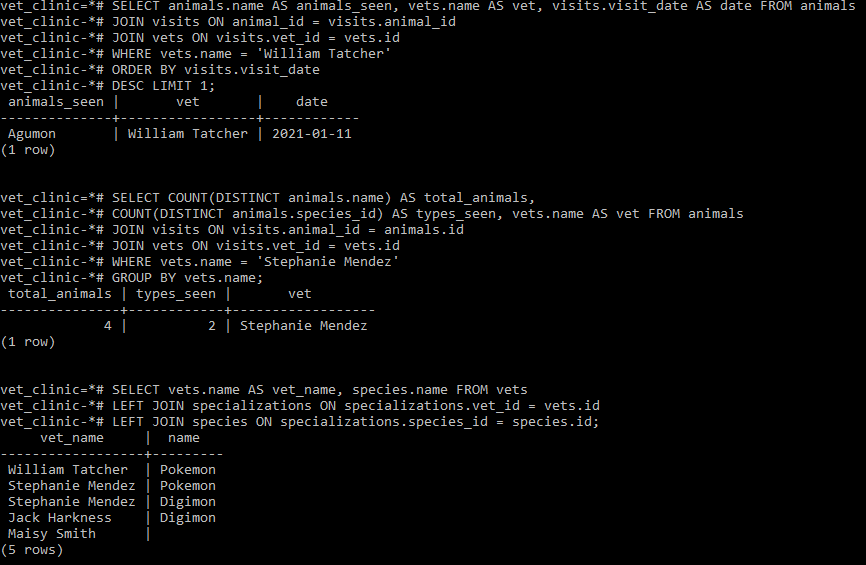 vet_clinic=*# SELECT animals.name AS animals_seen, vets.name AS vet, visits.visit_date AS date FROM animals
vet_clinic-*# JOIN visits ON animal_id = visits.animal_id
vet_clinic-*# JOIN vets ON visits.vet_id = vets.id
vet_clinic-*# WHERE vets.name = 'William Tatcher'
vet_clinic-*# ORDER BY visits.visit_date
vet_clinic-*# DESC LIMIT 1;
 animals_seen |       vet       |    date
--------------+-----------------+------------
 Agumon       | William Tatcher | 2021-01-11
(1 row)

vet_clinic=*# SELECT COUNT(DISTINCT animals.name) AS total_animals,
vet_clinic-*# COUNT(DISTINCT animals.species_id) AS types_seen, vets.name AS vet FROM animals
vet_clinic-*# JOIN visits ON visits.animal_id = animals.id
vet_clinic-*# JOIN vets ON visits.vet_id = vets.id
vet_clinic-*# WHERE vets.name = 'Stephanie Mendez'
vet_clinic-*# GROUP BY vets.name;
 total_animals | types_seen |       vet
---------------+------------+------------------
             4 |          2 | Stephanie Mendez
(1 row)

vet_clinic=*# SELECT vets.name AS vet_name, species.name FROM vets
vet_clinic-*# LEFT JOIN specializations ON specializations.vet_id = vets.id
vet_clinic-*# LEFT JOIN species ON specializations.species_id = species.id;
     vet_name     |  name
------------------+---------
 William Tatcher  | Pokemon
 Stephanie Mendez | Pokemon
 Stephanie Mendez | Digimon
 Jack Harkness    | Digimon
 Maisy Smith      |
(5 rows)